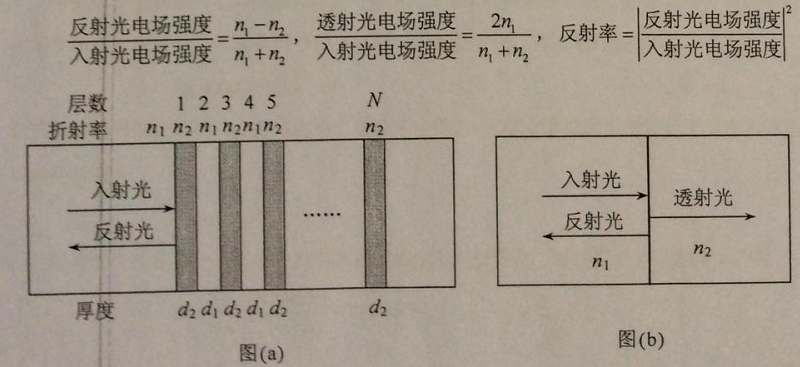 反射光电场强度/入射光电场强度 = (n₁ − n₂)/(n₁ + n₂), 透射光电场强度/入射光电场强度 = 2n₁/(n₁ + n₂), 反射率 = |反射光电场强度/入射光电场强度|²
层数 1 2 3 4 5 N
折射率 n₁ n₂ n₁ n₂ n₁ n₂ n₂
入射光
反射光
......
厚度 d₂ d₁ d₂ d₁ d₂ d₂
图(a)
入射光
透射光
反射光
n₁ n₂
图(b)